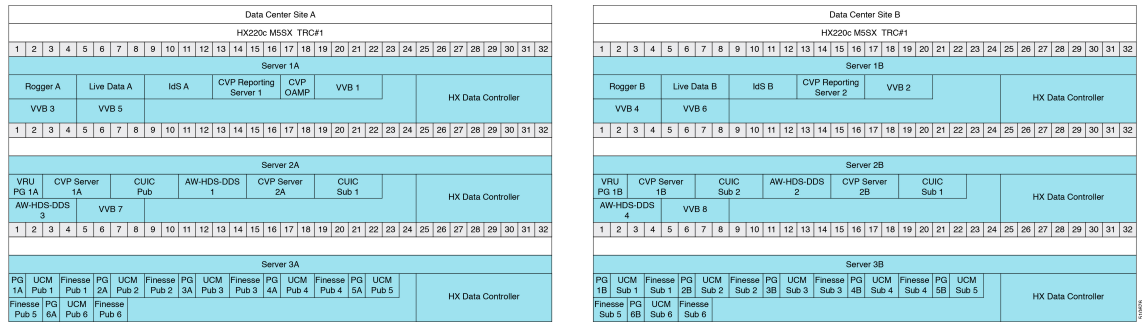 Data Center Site A
HX220c M5SX TRC#1
1 2 3 4 5 6 7 8 9 10 11 12 13 14 15 16 17 18 19 20 21 22 23 24 25 26 27 28 29 30 31 32
Server 1A
Rogger A Live Data A IdS A CVP Reporting Server 1 CVP OAMP VVB 1 HX Data Controller
VVB 3 VVB 5
1 2 3 4 5 6 7 8 9 10 11 12 13 14 15 16 17 18 19 20 21 22 23 24 25 26 27 28 29 30 31 32
Server 2A
VRU PG 1A CVP Server 1A CUIC Pub AW-HDS-DDS 1 CVP Server 2A CUIC Sub 1 HX Data Controller
AW-HDS-DDS 3 VVB 7
1 2 3 4 5 6 7 8 9 10 11 12 13 14 15 16 17 18 19 20 21 22 23 24 25 26 27 28 29 30 31 32
Server 3A
PG 1A UCM Pub 1 Finesse Pub 1 PG 2A UCM Pub 2 Finesse Pub 2 PG 3A UCM Pub 3 Finesse Pub 3 PG 4A UCM Pub 4 Finesse Pub 4 PG 5A UCM Pub 5 HX Data Controller
Finesse Pub 5 PG 6A UCM Pub 6 Finesse Pub 6
Data Center Site B
HX220c M5SX TRC#1
1 2 3 4 5 6 7 8 9 10 11 12 13 14 15 16 17 18 19 20 21 22 23 24 25 26 27 28 29 30 31 32
Server 1B
Rogger B Live Data B IdS B CVP Reporting Server 2 VVB 2 HX Data Controller
VVB 4 VVB 6
1 2 3 4 5 6 7 8 9 10 11 12 13 14 15 16 17 18 19 20 21 22 23 24 25 26 27 28 29 30 31 32
Server 2B
VRU PG 1B CVP Server 1B CUIC Sub 2 AW-HDS-DDS 2 CVP Server 2B CUIC Sub 1 HX Data Controller
AW-HDS-DDS 4 VVB 8
1 2 3 4 5 6 7 8 9 10 11 12 13 14 15 16 17 18 19 20 21 22 23 24 25 26 27 28 29 30 31 32
Server 3B
PG 1B UCM Sub 1 Finesse Sub 1 PG 2B UCM Sub 2 Finesse Sub 2 PG 3B UCM Sub 3 Finesse Sub 3 PG 4B UCM Sub 4 Finesse Sub 4 PG 5B UCM Sub 5 HX Data Controller
Finesse Sub 5 PG 6B UCM Sub 6 Finesse Sub 6